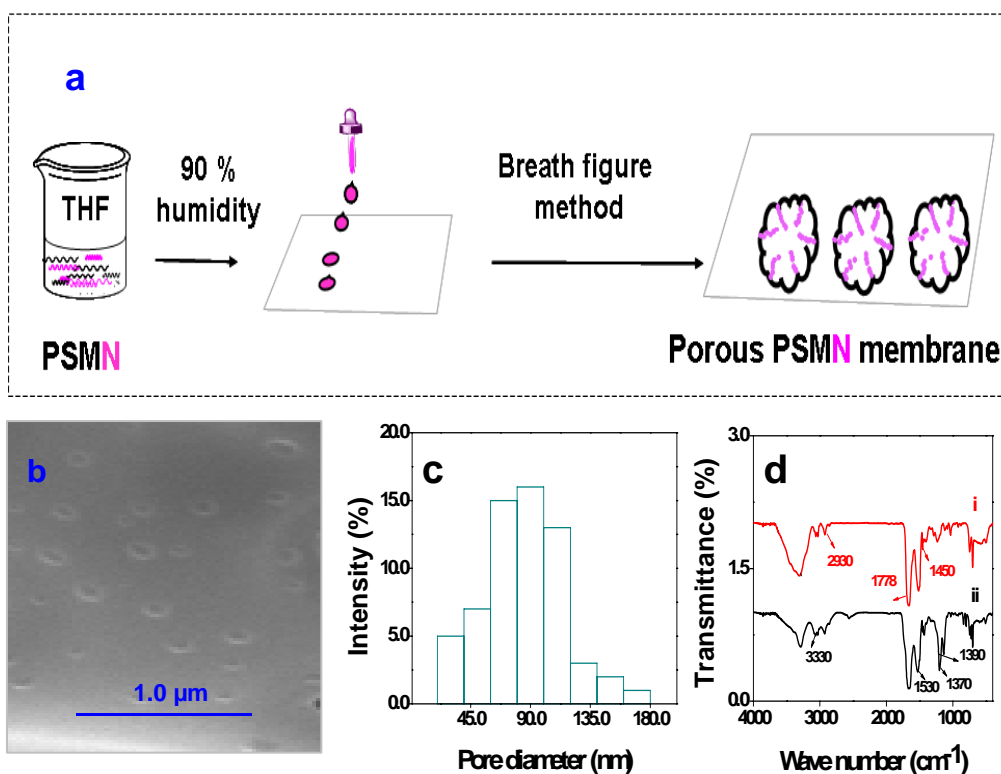 a
THF
90 %
humidity
Breath figure
method
PSMN
Porous PSMN membrane
b
1.0 µm
c
20.0
15.0
10.0
5.0
0.0
45.0
90.0
135.0
180.0
Intensity (%)
Pore diameter (nm)
d
3.0
1.5
0.0
4000
3000
2000
1000
Transmittance (%)
Wave number (cm-1)
i
2930
1778
1450
ii
3330
1530
1370
1390